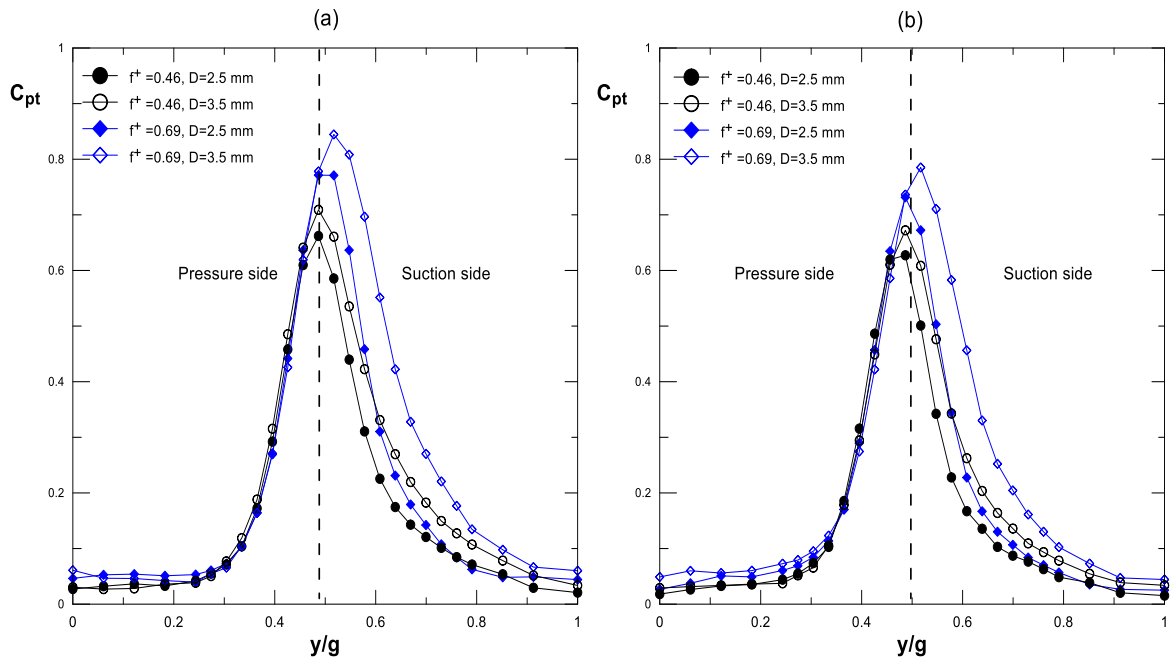 (a)
1
0.8
0.6
0.4
0.2
0
C_pt
f⁺ =0.46, D=2.5 mm
f⁺ =0.46, D=3.5 mm
f⁺ =0.69, D=2.5 mm
f⁺ =0.69, D=3.5 mm
Pressure side
Suction side
0 0.2 0.4 0.6 0.8 1
y/g
(b)
1
0.8
0.6
0.4
0.2
0
C_pt
f⁺ =0.46, D=2.5 mm
f⁺ =0.46, D=3.5 mm
f⁺ =0.69, D=2.5 mm
f⁺ =0.69, D=3.5 mm
Pressure side
Suction side
0 0.2 0.4 0.6 0.8 1
y/g